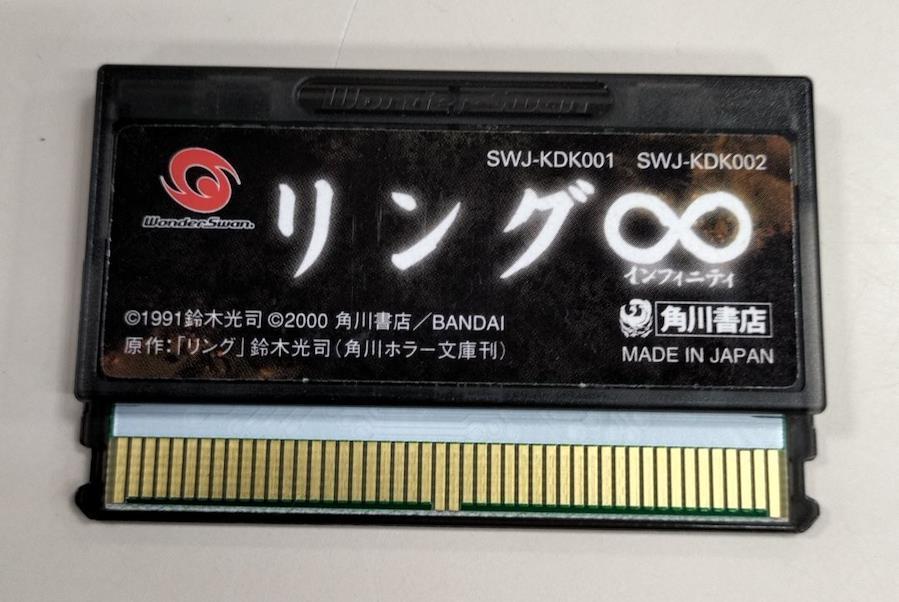 WonderSwan
SWJ-KDK001 SWJ-KDK002
WonderSwan.
リング∞
インフィニティ
©1991鈴木光司 ©2000 角川書店/BANDAI
原作:「リング」鈴木光司(角川ホラー文庫刊)
角川書店
MADE IN JAPAN